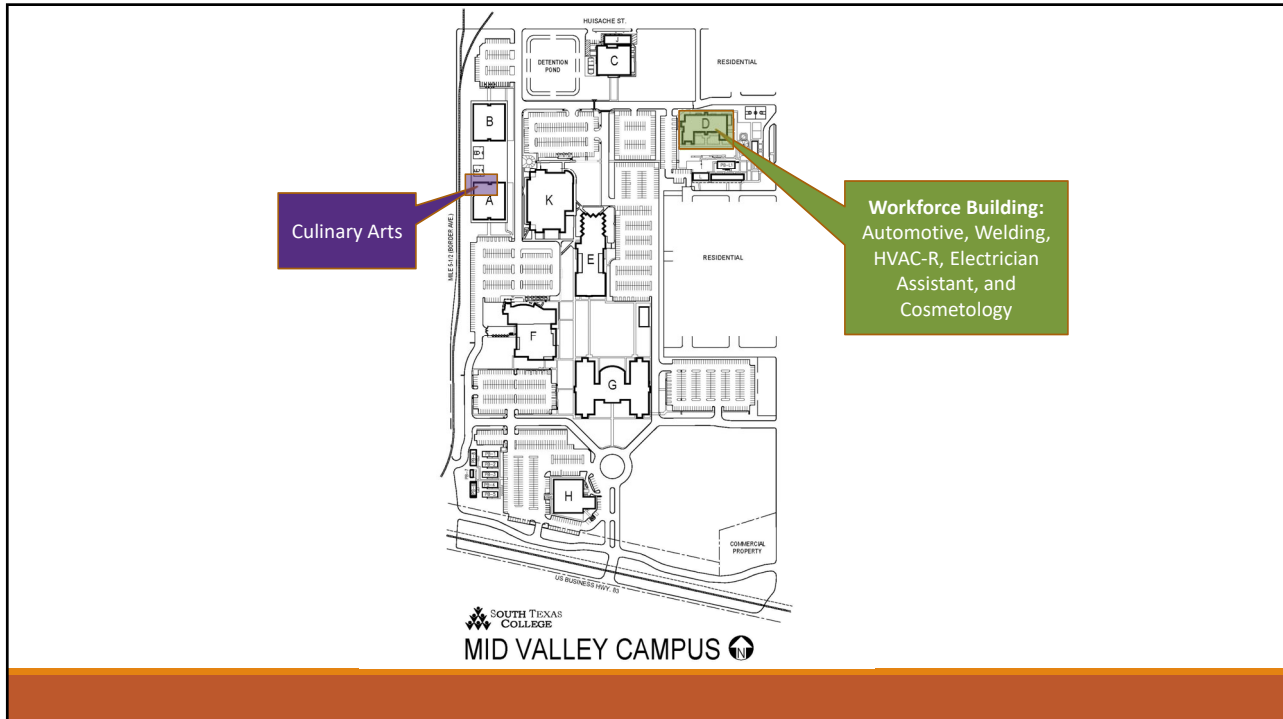 HUISACHE ST.
J
C
DETENTION
POND
RESIDENTIAL
B
D
A
K
Culinary Arts
MILE 5-1/2 (BORDER AVE.)
Workforce Building:
Automotive, Welding,
HVAC-R, Electrician
Assistant, and
Cosmetology
E
RESIDENTIAL
F
G
H
COMMERCIAL
PROPERTY
US BUSINESS HWY. 83
SOUTH TEXAS
COLLEGE
MID VALLEY CAMPUS
N